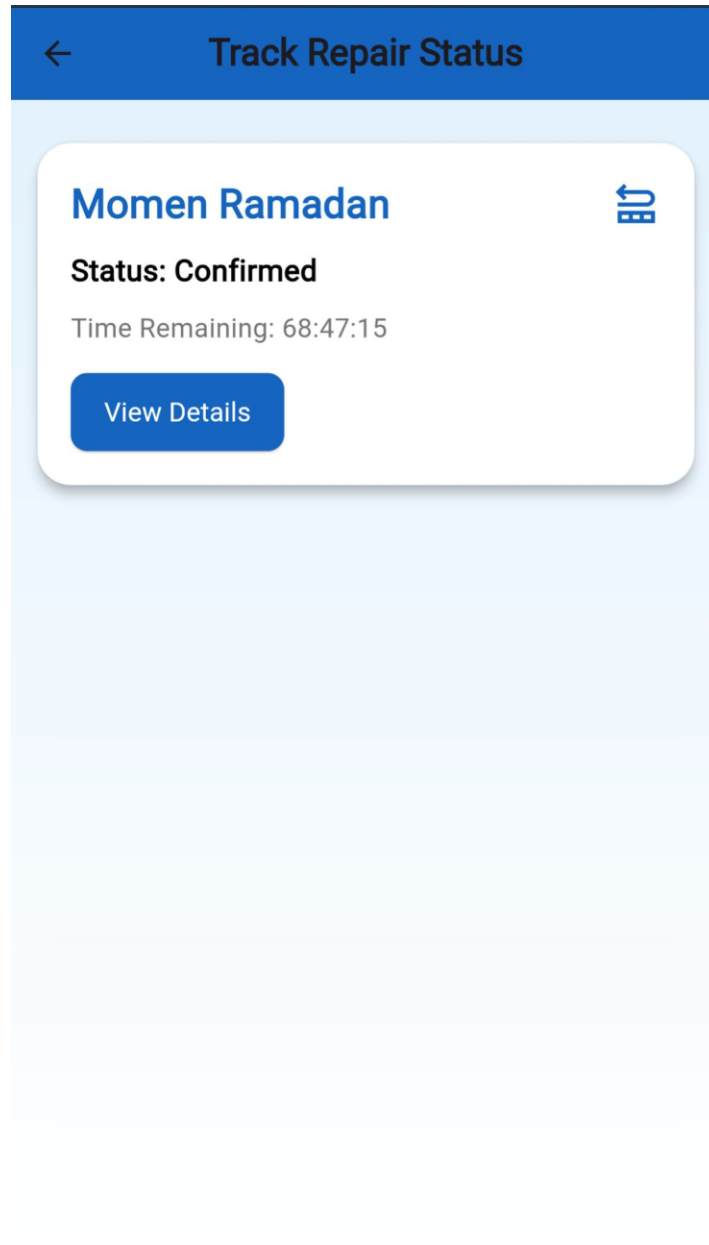 Track Repair Status
Momen Ramadan
Status: Confirmed
Time Remaining: 68:47:15
View Details